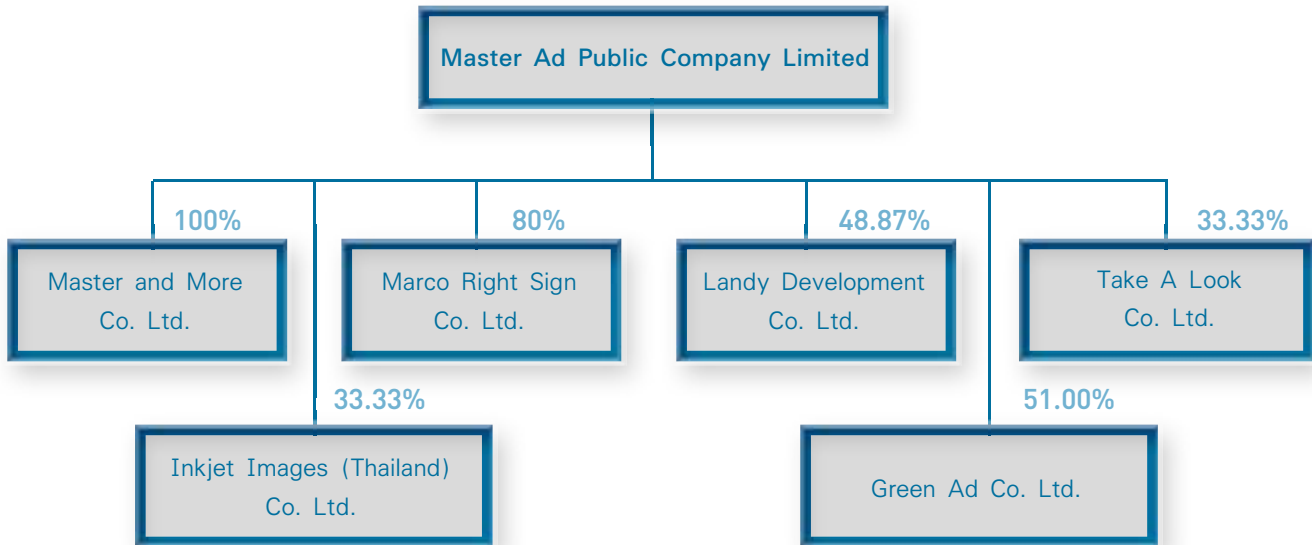 Master Ad Public Company Limited
100%
Master and More
Co. Ltd.
80%
Marco Right Sign
Co. Ltd.
48.87%
Landy Development
Co. Ltd.
33.33%
Take A Look
Co. Ltd.
33.33%
Inkjet Images (Thailand)
Co. Ltd.
51.00%
Green Ad Co. Ltd.